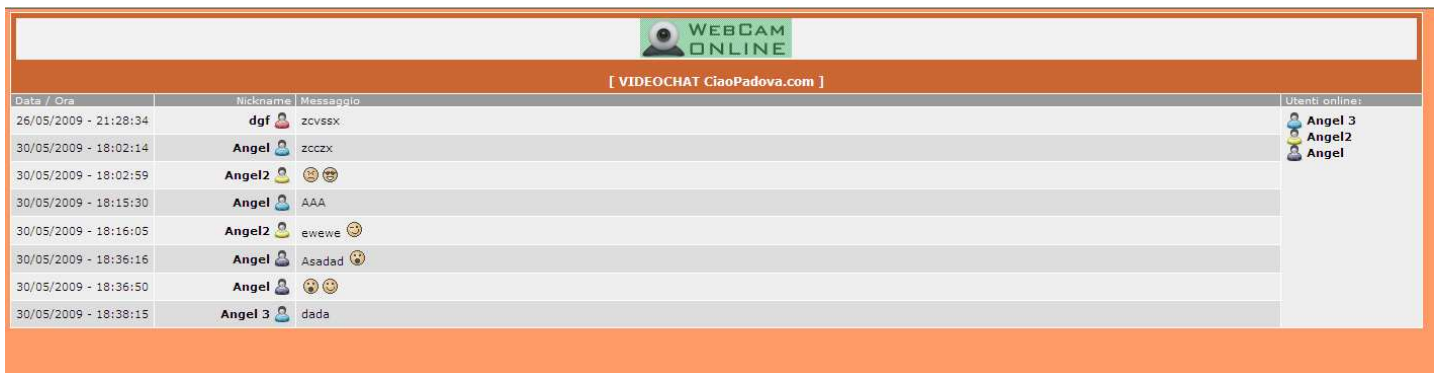 WEBCAM
ONLINE
[ VIDEOCHAT CiaoPadova.com ]
Data / Ora Nickname Messaggio Utenti online:
26/05/2009 - 21:28:34 dgf zcvssx Angel 3
30/05/2009 - 18:02:14 Angel zcczx Angel2
30/05/2009 - 18:02:59 Angel2 Angel
30/05/2009 - 18:15:30 Angel AAA
30/05/2009 - 18:16:05 Angel2 ewewe
30/05/2009 - 18:36:16 Angel Asadad
30/05/2009 - 18:36:50 Angel
30/05/2009 - 18:38:15 Angel 3 dada